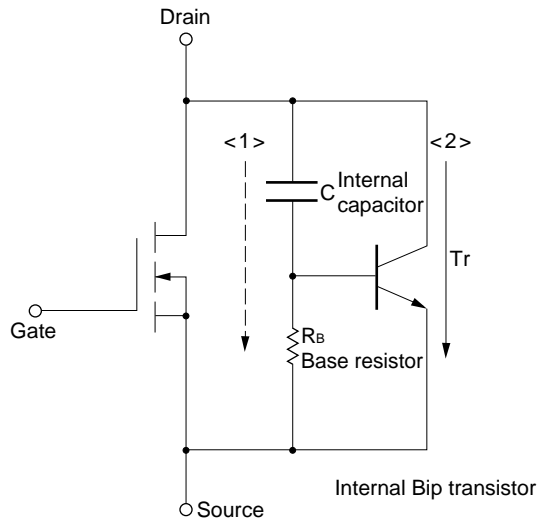 Drain
<1>
<2>
C
Internal
capacitor
Tr
Gate
RB
Base resistor
Internal Bip transistor
Source